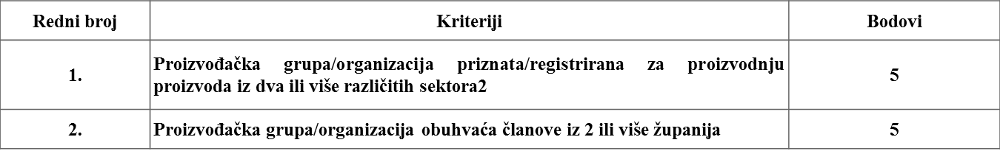 Redni broj Kriteriji Bodovi
1. Proizvođačka grupa/organizacija priznata/registrirana za proizvodnju
proizvoda iz dva ili više različitih sektora2 5
2. Proizvođačka grupa/organizacija obuhvaća članove iz 2 ili više županija 5